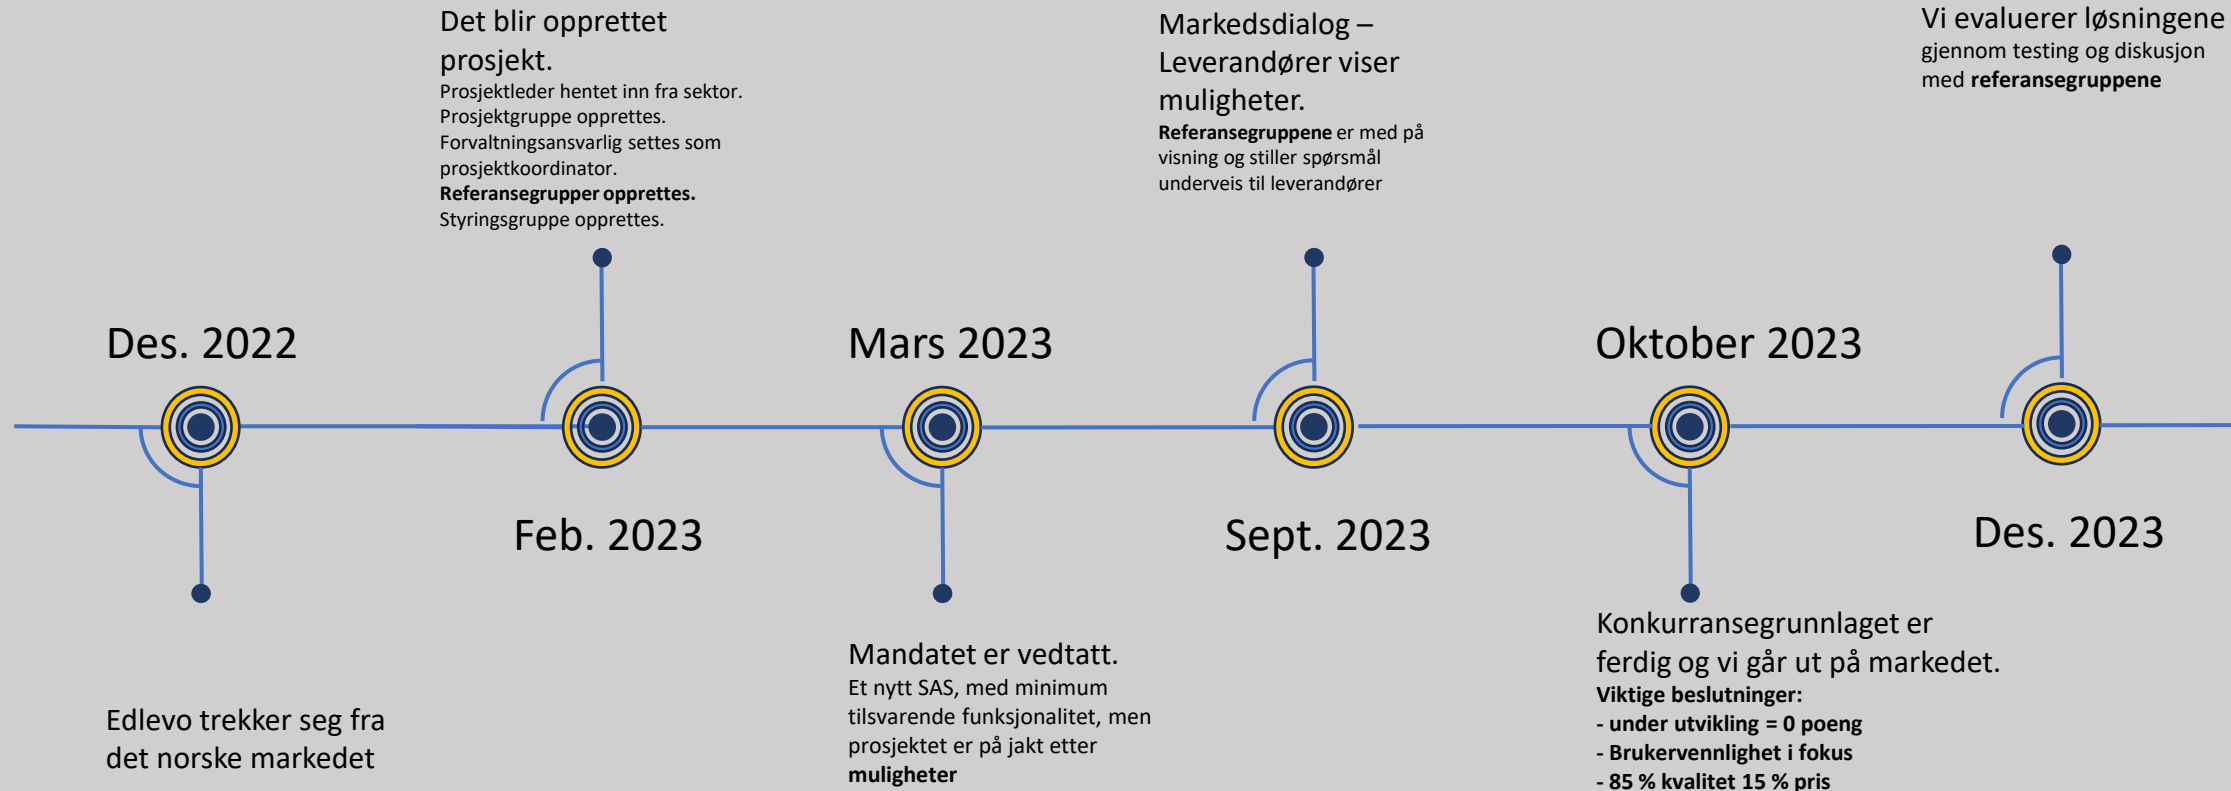 Des. 2022
Edlevo trekker seg fra
det norske markedet
Det blir opprettet
prosjekt.
Prosjektleder hentet inn fra sektor.
Prosjektgruppe opprettes.
Forvaltningsansvarlig settes som
prosjektkoordinator.
Referansegrupper opprettes.
Styringsgruppe opprettes.
Feb. 2023
Mars 2023
Mandatet er vedtatt.
Et nytt SAS, med minimum
tilsvarende funksjonalitet, men
prosjektet er på jakt etter
muligheter
Markedsdialog –
Leverandører viser
muligheter.
Referansegruppene er med på
visning og stiller spørsmål
underveis til leverandører
Sept. 2023
Oktober 2023
Konkurransegrunnlaget er
ferdig og vi går ut på markedet.
Viktige beslutninger:
- under utvikling = 0 poeng
- Brukervennlighet i fokus
- 85 % kvalitet 15 % pris
Vi evaluerer løsningene
gjennom testing og diskusjon
med referansegruppene
Des. 2023